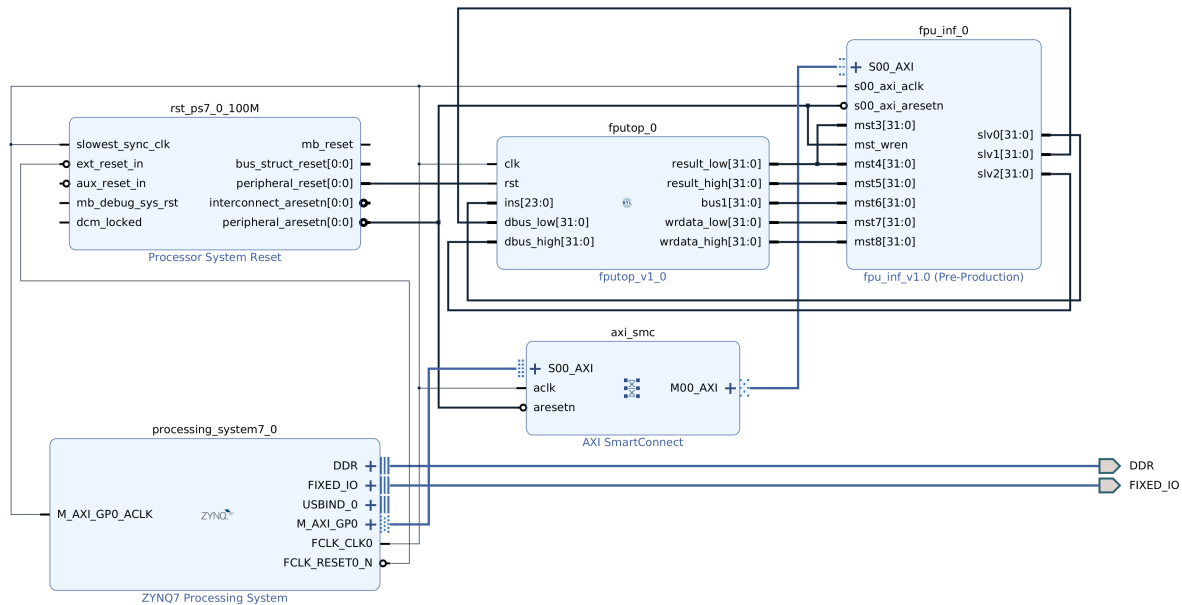 fpu_inf_0
S00_AXI
s00_axi_aclk
s00_axi_aresetn
mst3[31:0]
mst_wren
mst4[31:0]
mst5[31:0]
mst6[31:0]
mst7[31:0]
mst8[31:0]
slv0[31:0]
slv1[31:0]
slv2[31:0]
fpu_inf_v1.0 (Pre-Production)
rst_ps7_0_100M
slowest_sync_clk
ext_reset_in
aux_reset_in
mb_debug_sys_rst
dcm_locked
mb_reset
bus_struct_reset[0:0]
peripheral_reset[0:0]
interconnect_aresetn[0:0]
peripheral_aresetn[0:0]
Processor System Reset
fputop_0
clk
rst
ins[23:0]
dbus_low[31:0]
dbus_high[31:0]
result_low[31:0]
result_high[31:0]
bus1[31:0]
wrdata_low[31:0]
wrdata_high[31:0]
fputop_v1_0
axi_smc
S00_AXI
aclk
aresetn
M00_AXI
AXI SmartConnect
processing_system7_0
M_AXI_GP0_ACLK
ZYNQ
DDR
FIXED_IO
USBIND_0
M_AXI_GP0
FCLK_CLK0
FCLK_RESET0_N
ZYNQ7 Processing System
DDR
FIXED_IO